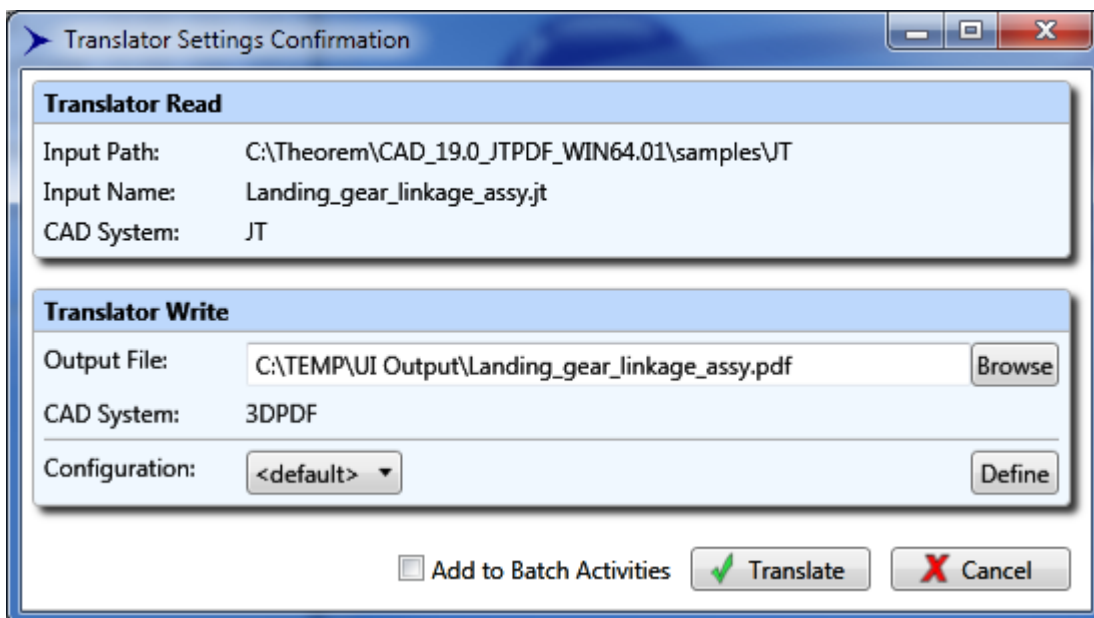 Translator Settings Confirmation
Translator Read
Input Path: C:\Theorem\CAD_19.0_JTPDF_WIN64.01\samples\JT
Input Name: Landing_gear_linkage_assy.jt
CAD System: JT
Translator Write
Output File: C:\TEMP\UI Output\Landing_gear_linkage_assy.pdf Browse
CAD System: 3DPDF
Configuration: <default> Define
Add to Batch Activities Translate Cancel